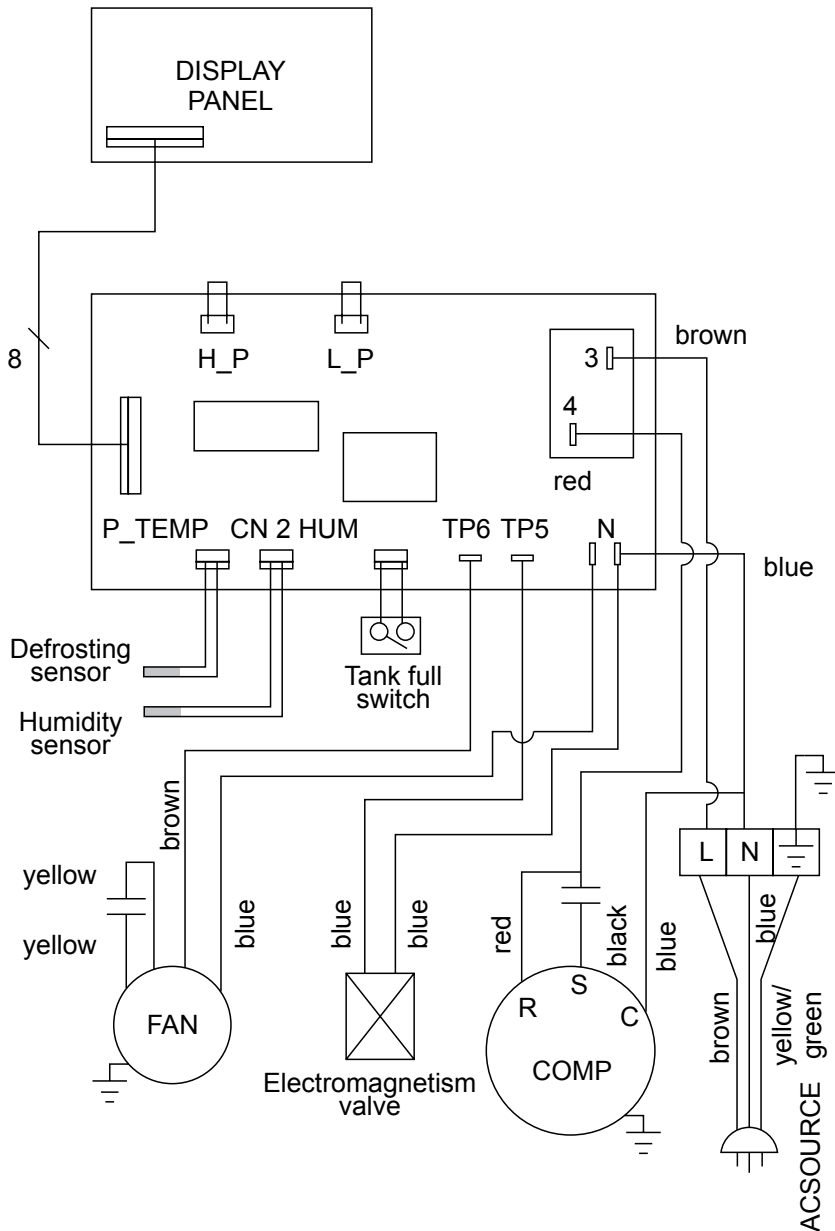 DISPLAY
PANEL
8
H_P
L_P
3
4
brown
red
P_TEMP
CN 2 HUM
TP6
TP5
N
blue
Defrosting
sensor
Humidity
sensor
Tank full
switch
brown
yellow
yellow
blue
FAN
blue
blue
Electromagnetism
valve
red
black
blue
R
S
C
COMP
L
N
blue
brown
yellow/
green
ACSOURCE